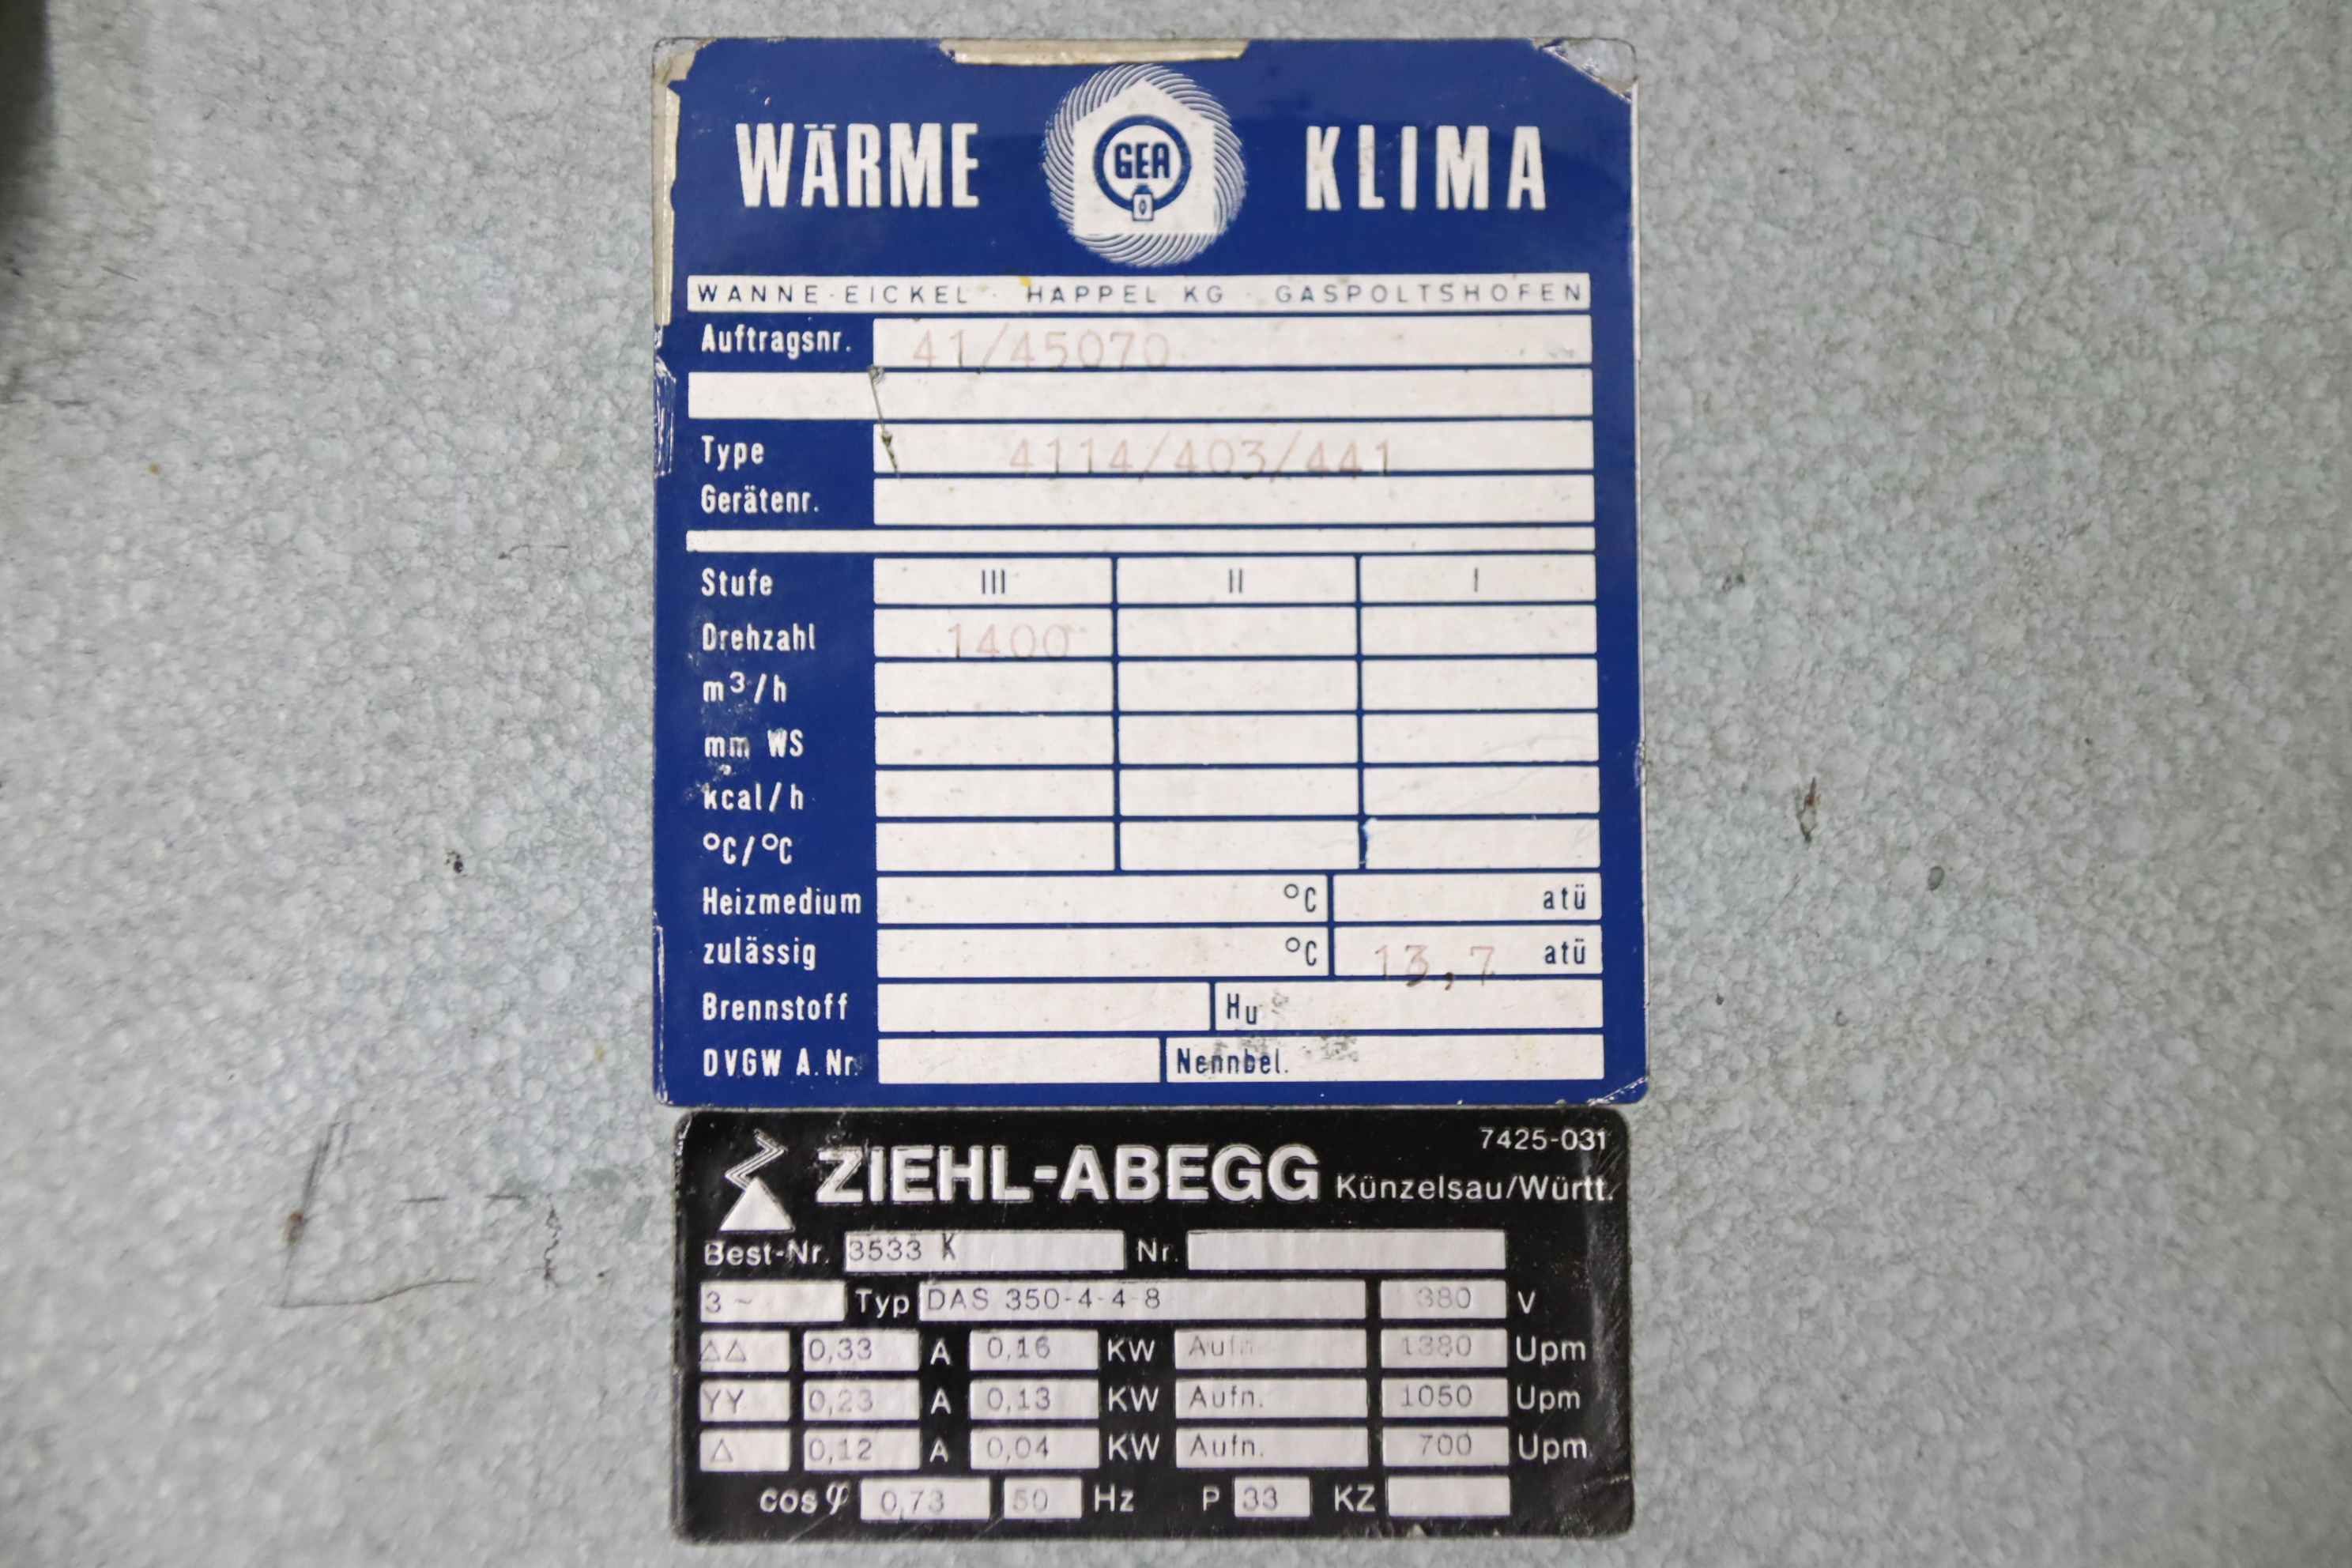 WÄRME GEA KLIMA
WANNE-EICKEL · HAPPEL KG · GASPOLTSHOFEN
Auftragsnr. 41/45070
Type 4114/403/441
Gerätenr.
Stufe III II I
Drehzahl 1400
m³/h
mm WS
kcal/h
°C/°C
Heizmedium °C atü
zulässig °C 13,7 atü
Brennstoff Hu
DVGW A.Nr. Nennbel.
7425-031
ZIEHL-ABEGG Künzelsau/Württ.
Best-Nr. 3533 K Nr.
3 ~ Typ DAS 350-4-4-8 380 V
△△ 0,33 A 0,16 KW Aufn. 1380 Upm
YY 0,23 A 0,13 KW Aufn. 1050 Upm
△ 0,12 A 0,04 KW Aufn. 700 Upm
cos φ 0,73 50 Hz P 33 KZ